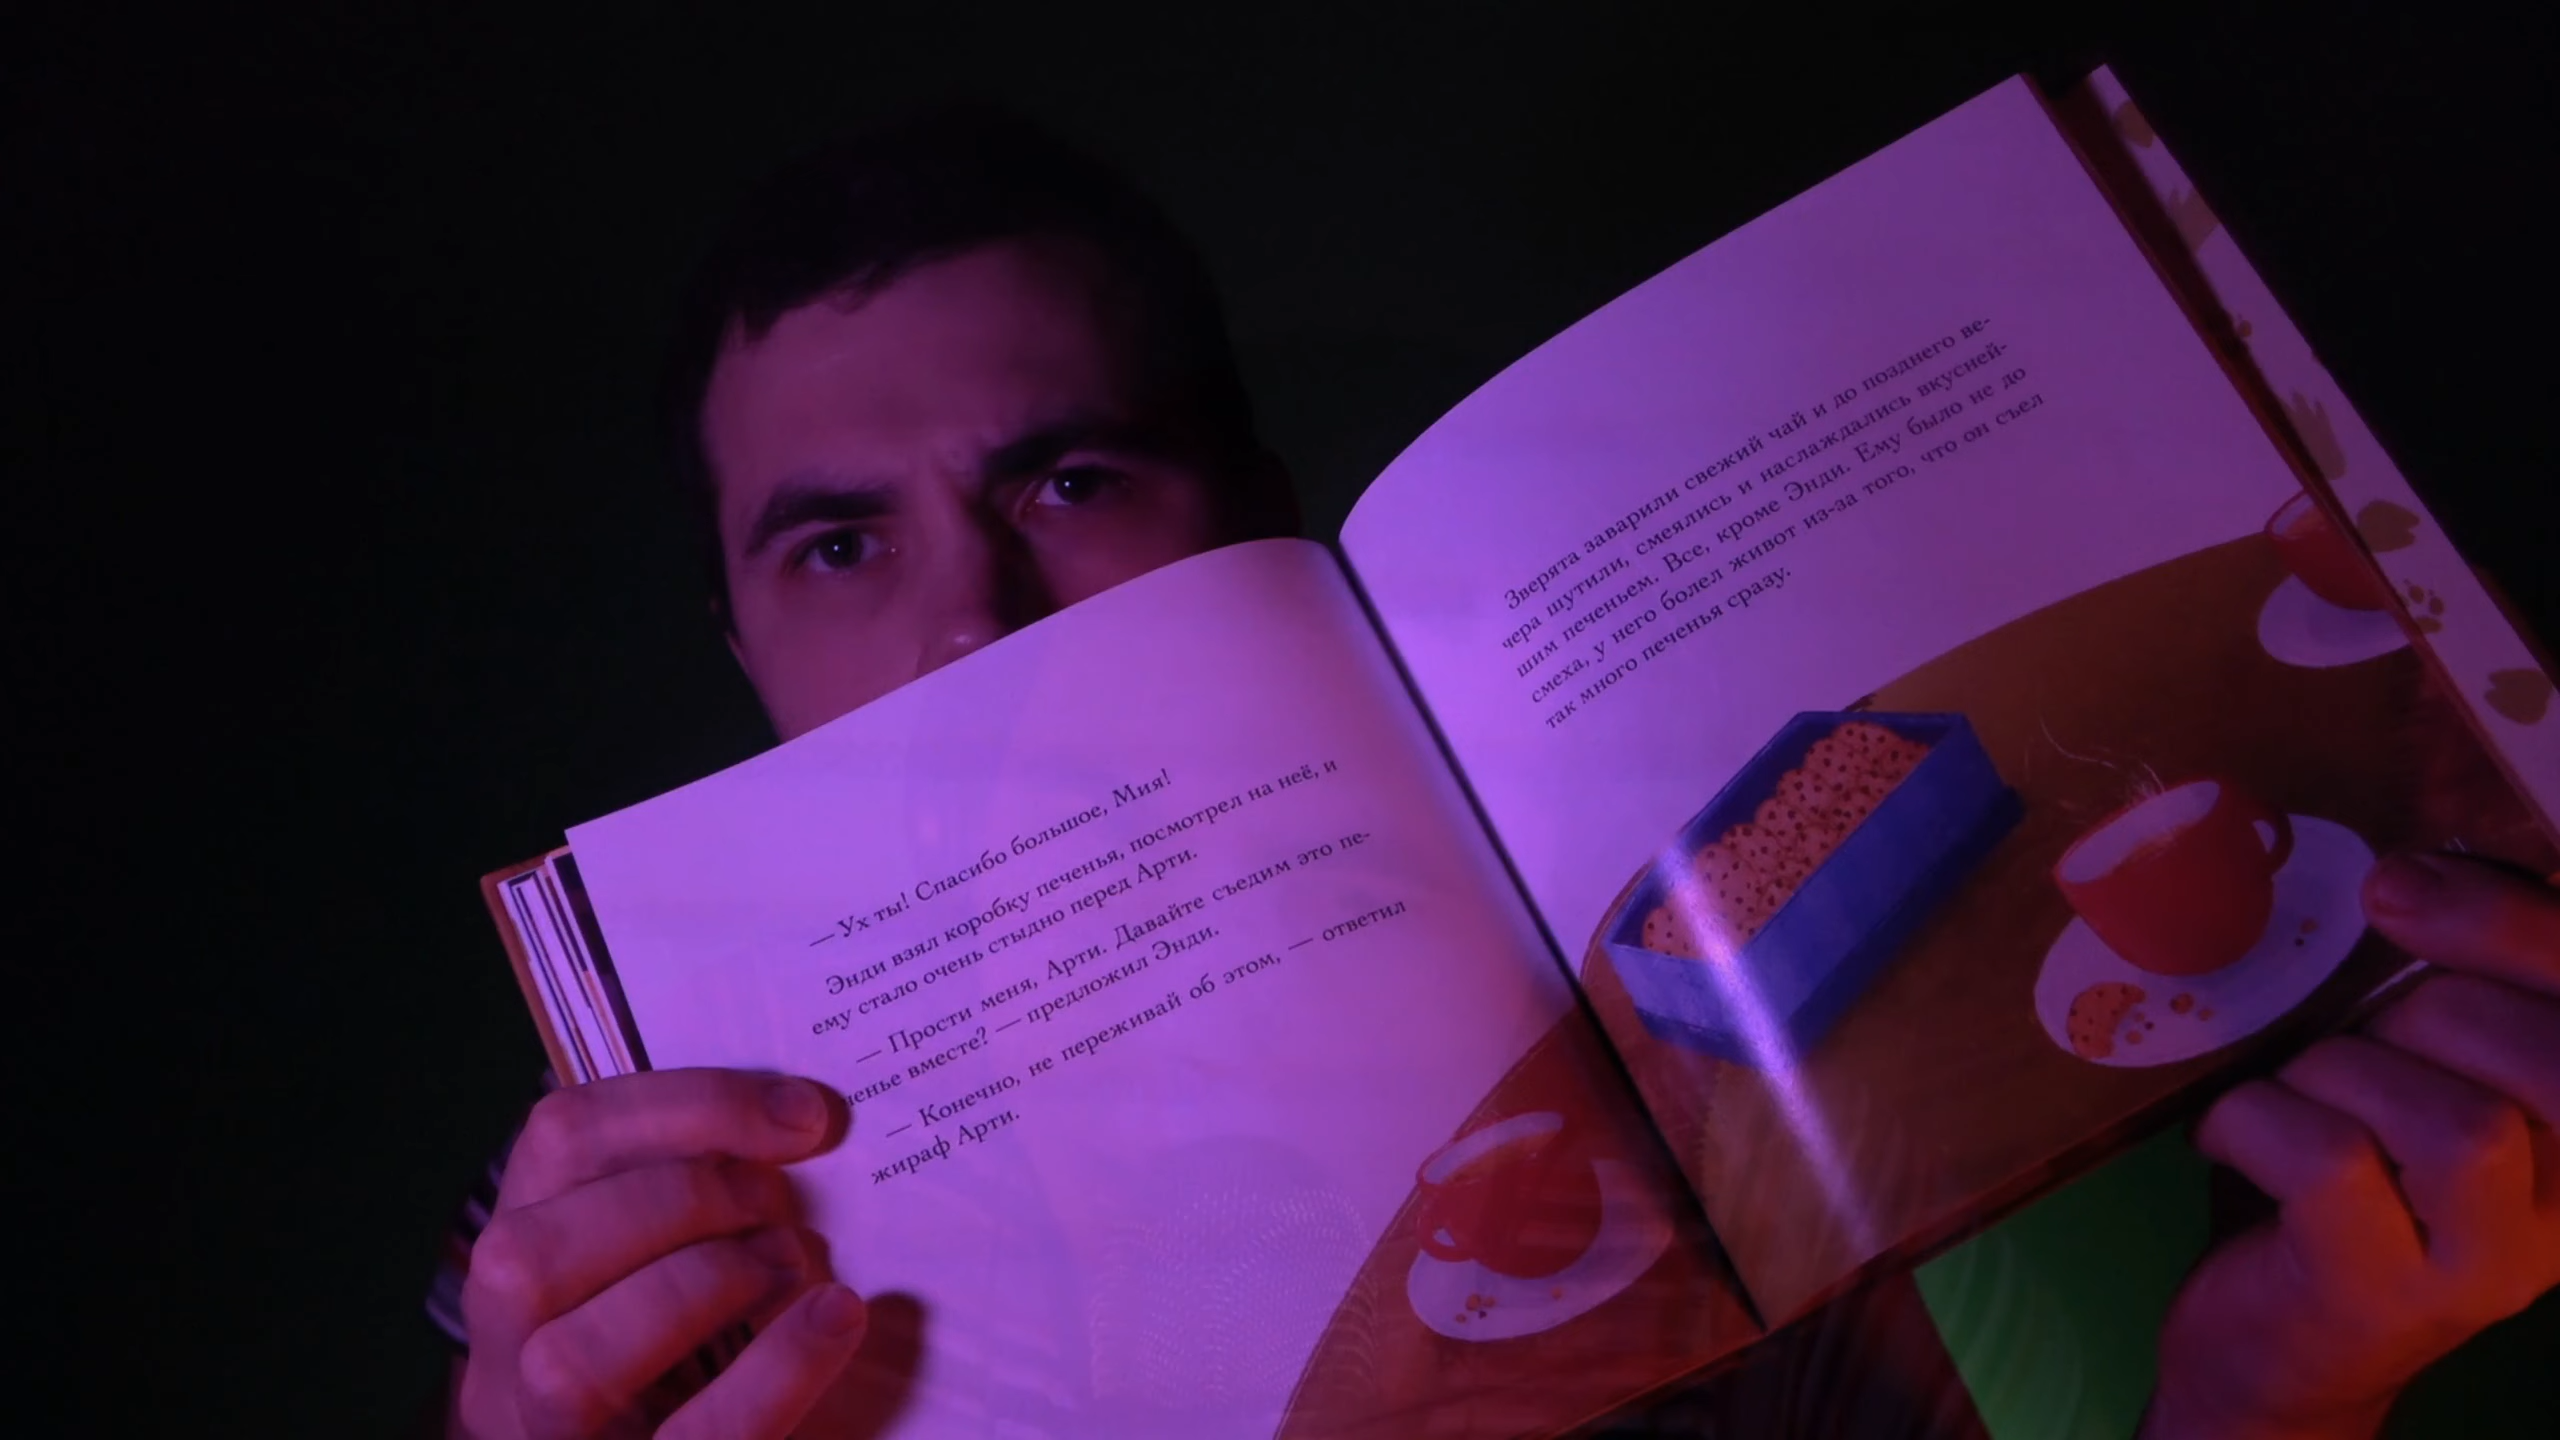 — Ух ты! Спасибо большое, Мия!
Энди взял коробку печенья, посмотрел на неё, и
ему стало очень стыдно перед Арти.
— Прости меня, Арти. Давайте съедим это пе-
ченье вместе? — предложил Энди.
— Конечно, не переживай об этом, — ответил
жираф Арти.
Зверята заварили свежий чай и до позднего ве-
чера шутили, смеялись и наслаждались вкусней-
шим печеньем. Все, кроме Энди. Ему было не до
смеха, у него болел живот из-за того, что он съел
так много печенья сразу.